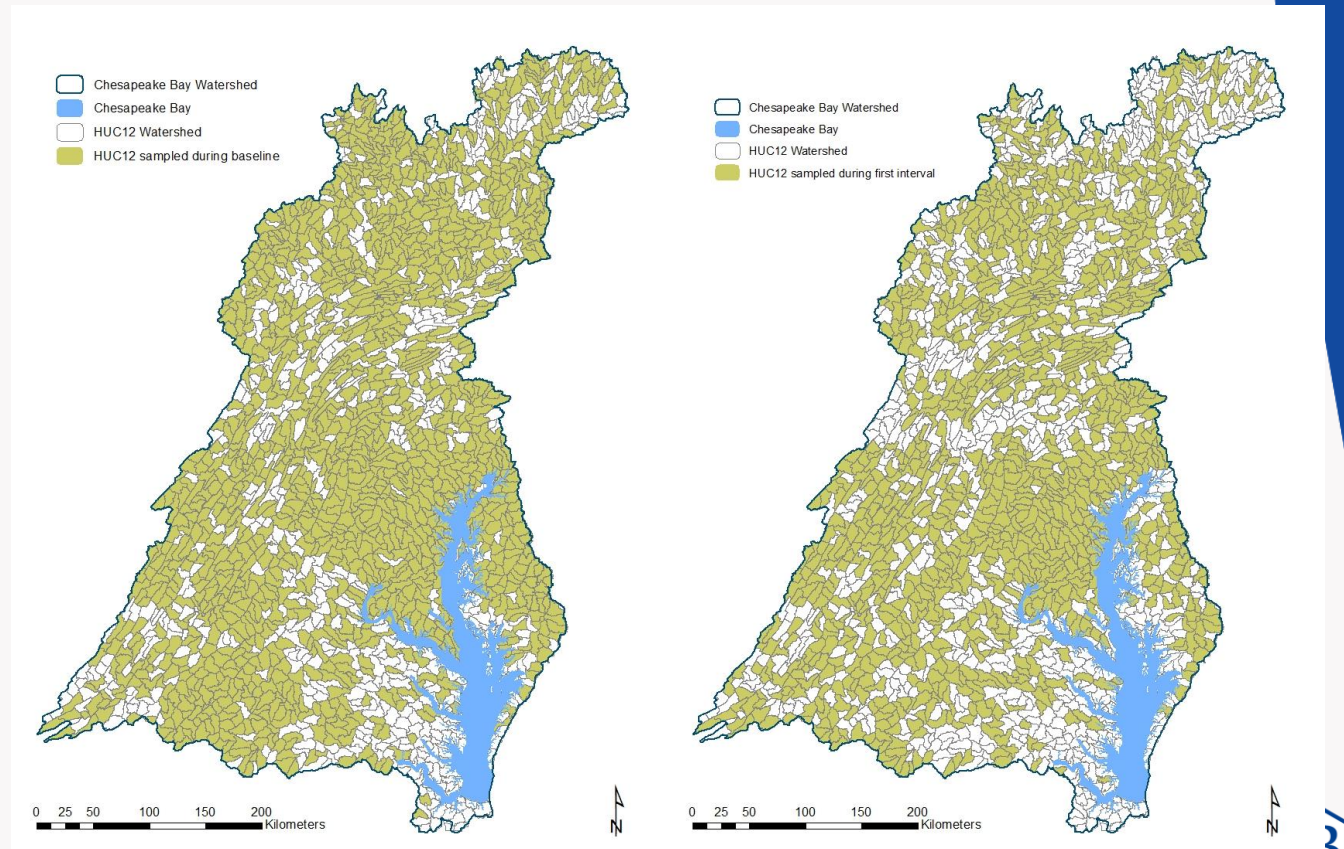 Chesapeake Bay Watershed
Chesapeake Bay
HUC12 Watershed
HUC12 sampled during baseline
0 25 50 100 150 200
Kilometers
N
Chesapeake Bay Watershed
Chesapeake Bay
HUC12 Watershed
HUC12 sampled during first interval
0 25 50 100 150 200
Kilometers
N